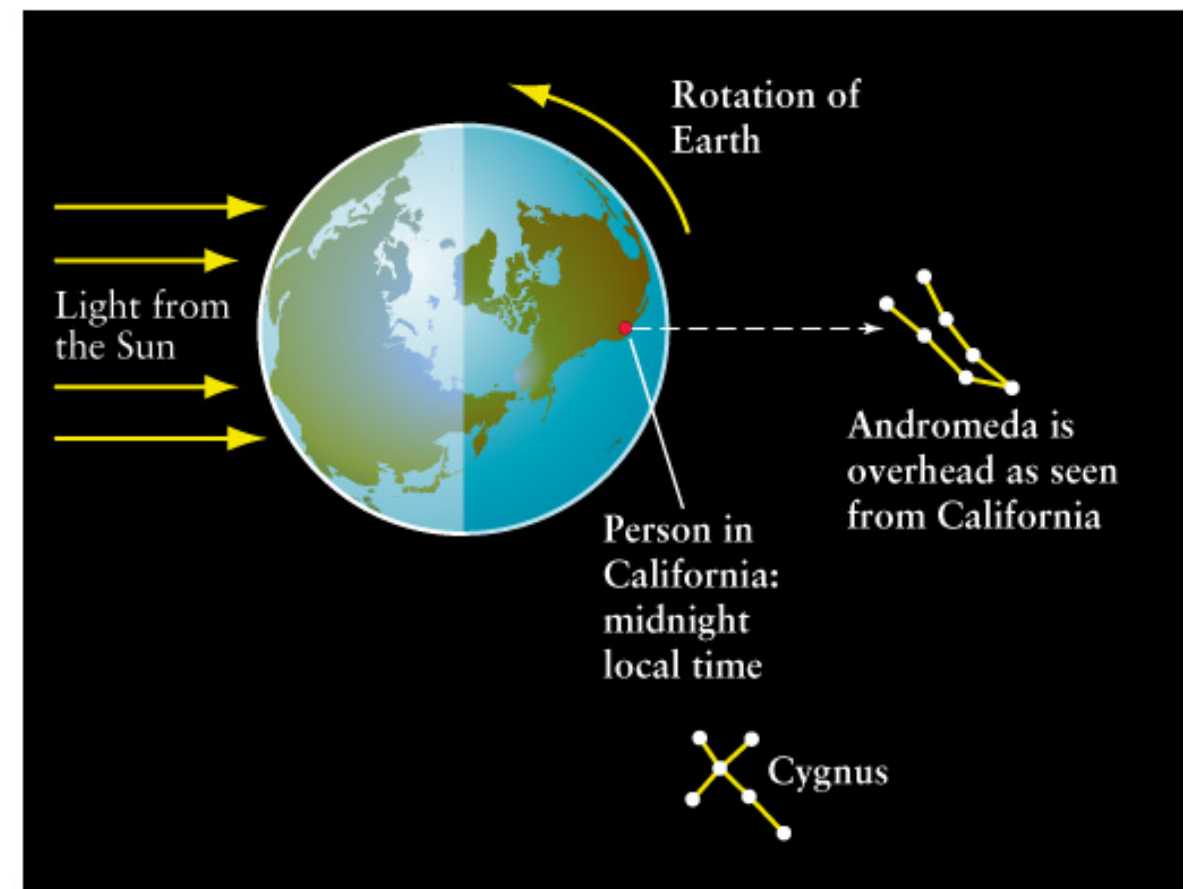 Rotation of
Earth
Light from
the Sun
Andromeda is
overhead as seen
from California
Person in
California:
midnight
local time
Cygnus